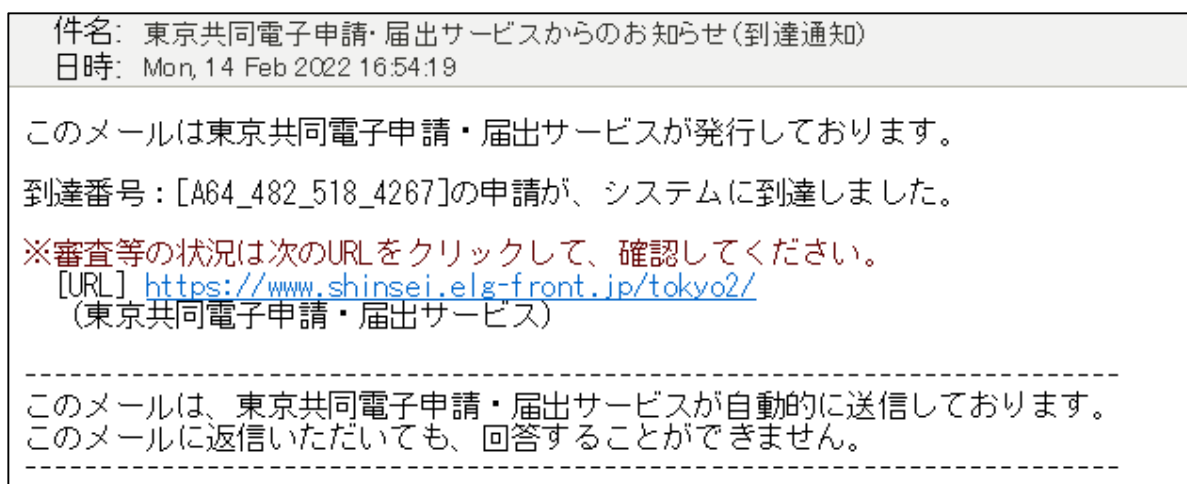 件名: 東京共同電子申請・届出サービスからのお知らせ(到達通知)
日時: Mon, 14 Feb 2022 16:54:19
このメールは東京共同電子申請・届出サービスが発行しております。
到達番号：[A64_482_518_4267]の申請が、システムに到達しました。
※審査等の状況は次のURLをクリックして、確認してください。
[URL] https://www.shinsei.elg-front.jp/tokyo2/
（東京共同電子申請・届出サービス）
-------------------------------------------------------------------------
このメールは、東京共同電子申請・届出サービスが自動的に送信しております。
このメールに返信いただいても、回答することができません。
-------------------------------------------------------------------------